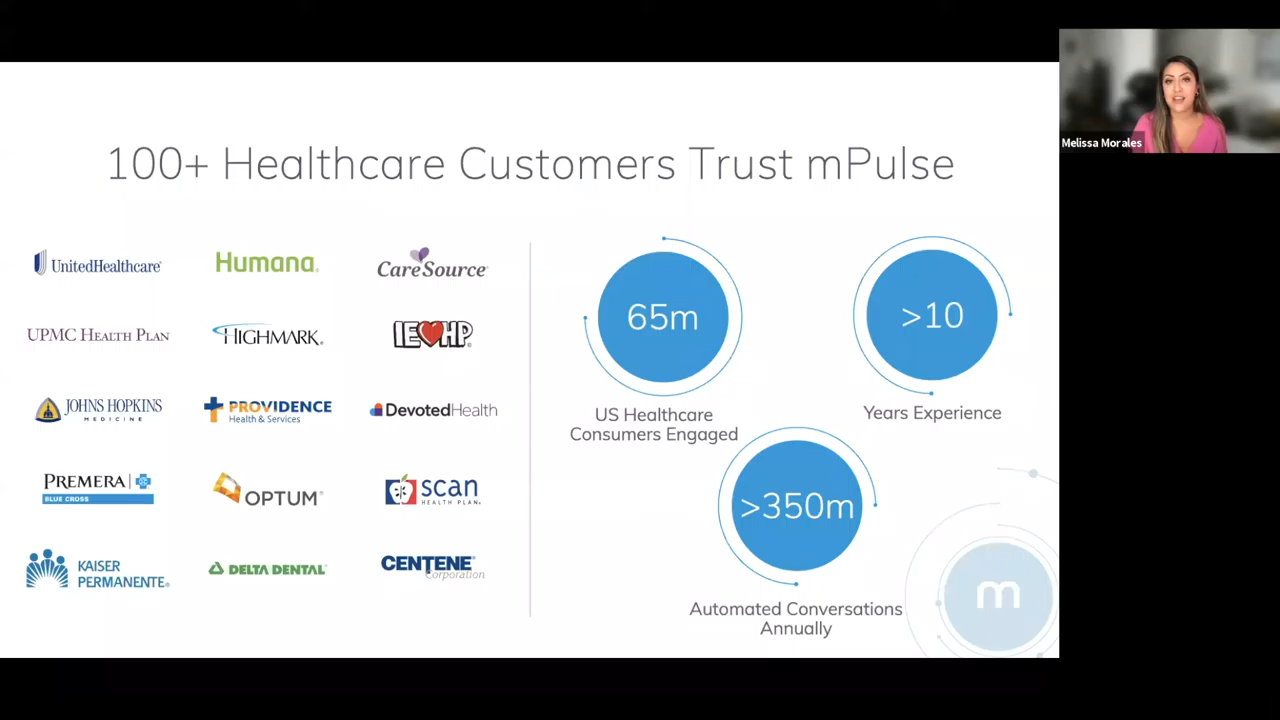 100+ Healthcare Customers Trust mPulse
Melissa Morales
UnitedHealthcare
Humana
CareSource
UPMC HEALTH PLAN
HIGHMARK
IEHP
JOHNS HOPKINS
MEDICINE
PROVIDENCE
Health & Services
DevotedHealth
PREMERA
BLUE CROSS
OPTUM
scan
HEALTH PLAN
KAISER
PERMANENTE
DELTA DENTAL
CENTENE
Corporation
65m
US Healthcare
Consumers Engaged
>10
Years Experience
>350m
Automated Conversations
Annually
m